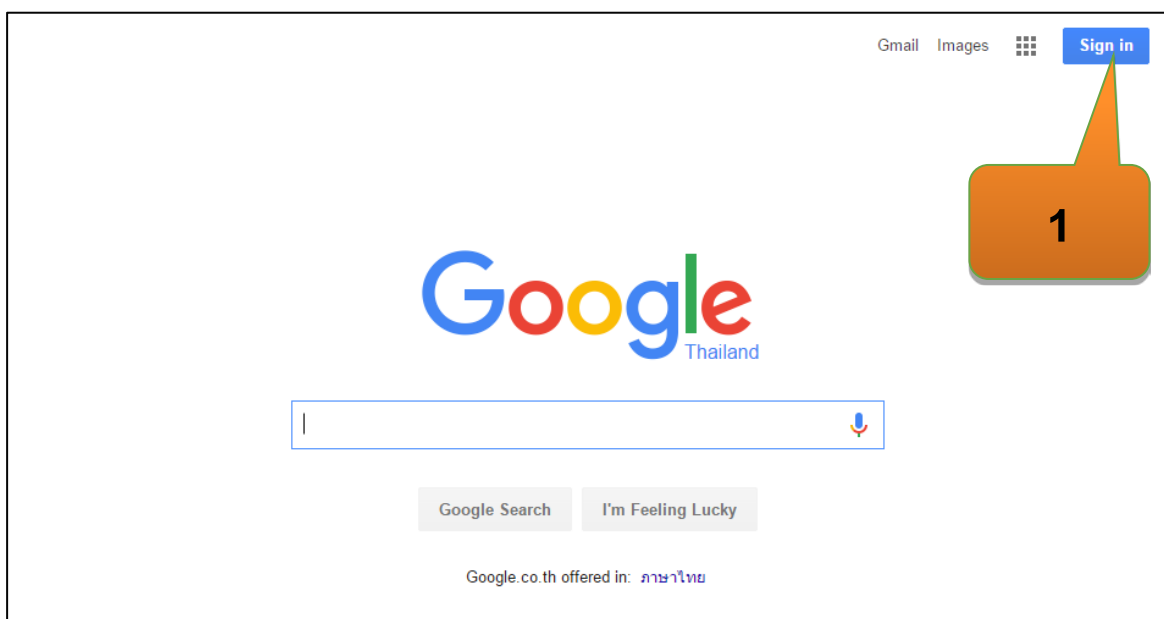 Gmail Images Sign in
1
Google
Thailand
Google Search I'm Feeling Lucky
Google.co.th offered in: ภาษาไทย